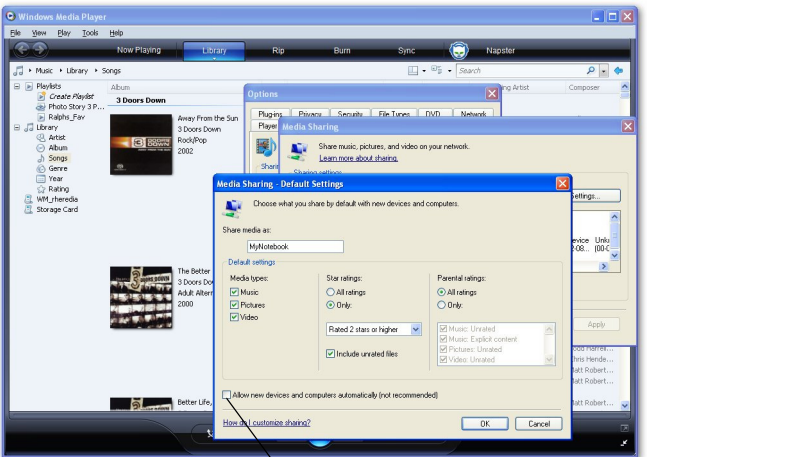 Windows Media Player
File View Play Tools Help
Now Playing Library Rip Burn Sync Napster
Music Library Songs
Search
Playlists
Create Playlist
Photo Story 3 P...
Ralphs_Fav
Library
Artist
Album
Songs
Genre
Year
Rating
WM_rheredia
Storage Card
Album
ing Artist
Composer
3 Doors Down
Away From the Sun
3 Doors Down
Rock/Pop
2002
The Better
3 Doors Do
Adult Altern
2000
Better Life,
Options
Plug-ins Privacy Security File Types DVD Network
Player
Sharin
Media Sharing
Share music, pictures, and video on your network.
Learn more about sharing.
Sharing settings
ettings...
evice Unkn
Apply
Chris Hende...
Matt Robert...
Matt Robert...
Matt Robert...
Media Sharing - Default Settings
Choose what you share by default with new devices and computers.
Share media as:
MyNotebook
Default settings
Media types:
Music
Pictures
Video
Star ratings:
All ratings
Only:
Rated 2 stars or higher
Include unrated files
Parental ratings:
All ratings
Only:
Music: Unrated
Music: Explicit content
Pictures: Unrated
Video: Unrated
Allow new devices and computers automatically (not recommended)
How do I customize sharing?
OK Cancel